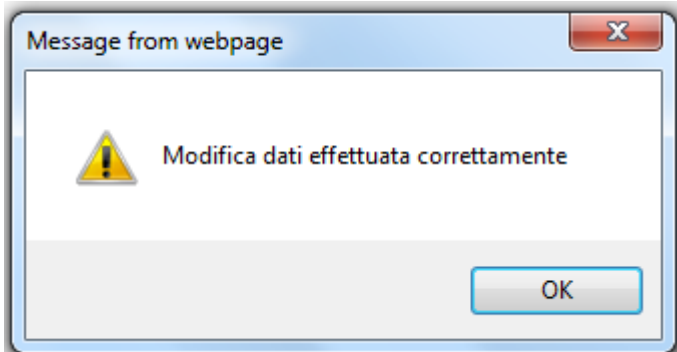 Message from webpage
Modifica dati effettuata correttamente
OK